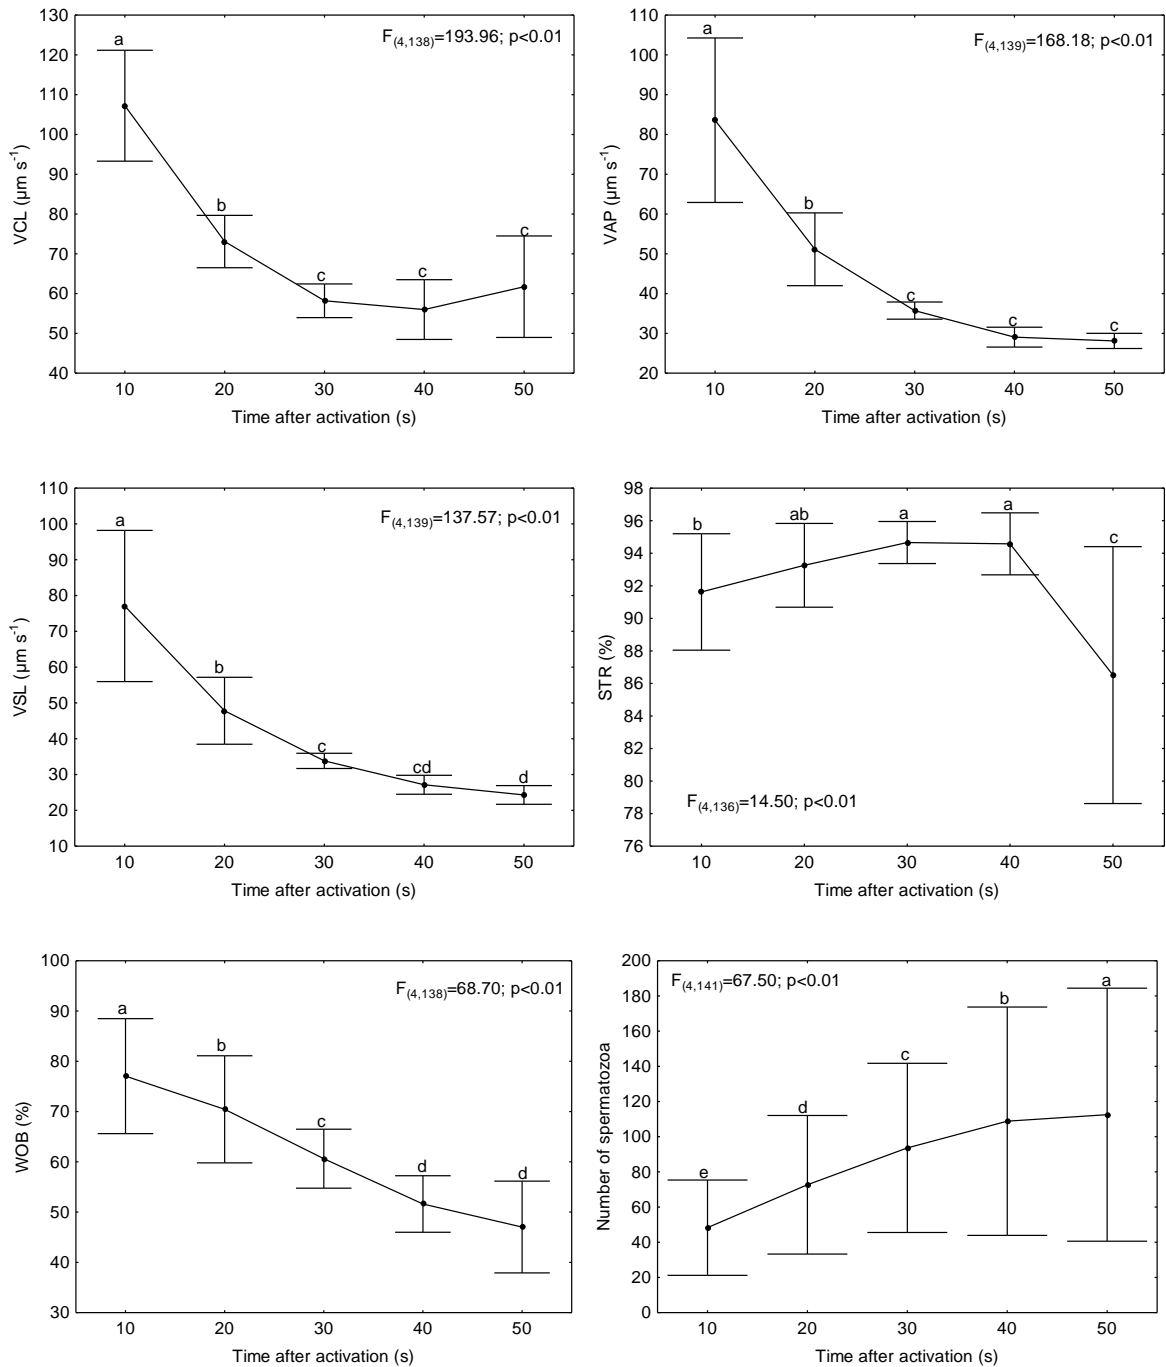 130
120
110
100
90
80
70
60
50
40
VCL (µm s-1)
a
b
c
c
c
F(4,138)=193.96; p<0.01
10 20 30 40 50
Time after activation (s)
110
100
90
80
70
60
50
40
30
20
VAP (µm s-1)
a
b
c
c
c
F(4,139)=168.18; p<0.01
10 20 30 40 50
Time after activation (s)
110
100
90
80
70
60
50
40
30
20
10
VSL (µm s-1)
a
b
c
cd
d
F(4,139)=137.57; p<0.01
10 20 30 40 50
Time after activation (s)
98
96
94
92
90
88
86
84
82
80
78
76
STR (%)
b
ab
a
a
c
F(4,136)=14.50; p<0.01
10 20 30 40 50
Time after activation (s)
100
90
80
70
60
50
40
30
WOB (%)
a
b
c
d
d
F(4,138)=68.70; p<0.01
10 20 30 40 50
Time after activation (s)
200
180
160
140
120
100
80
60
40
20
0
Number of spermatozoa
F(4,141)=67.50; p<0.01
e
d
c
b
a
10 20 30 40 50
Time after activation (s)